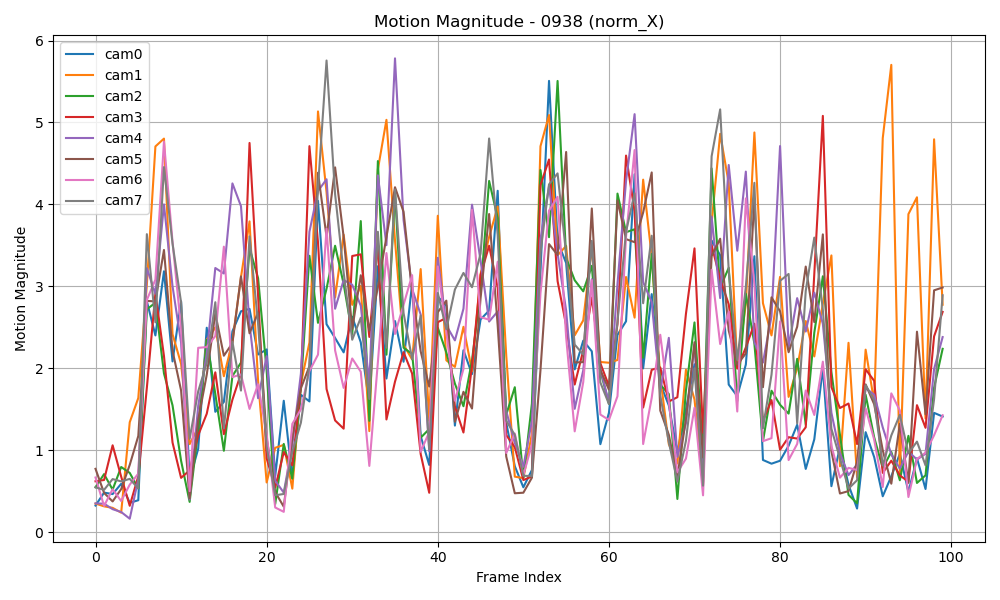 Motion Magnitude - 0938 (norm_X)
6
5
4
3
2
1
0
Motion Magnitude
cam0
cam1
cam2
cam3
cam4
cam5
cam6
cam7
0
20
40
60
80
100
Frame Index